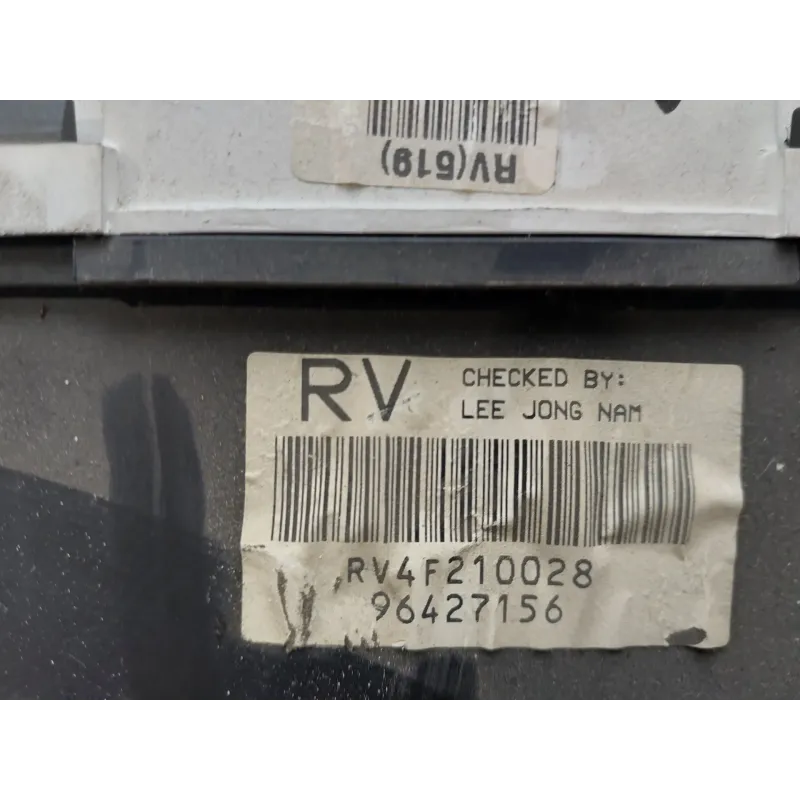 RV(519)
RV
CHECKED BY:
LEE JONG NAM
RV4F210028
96427156